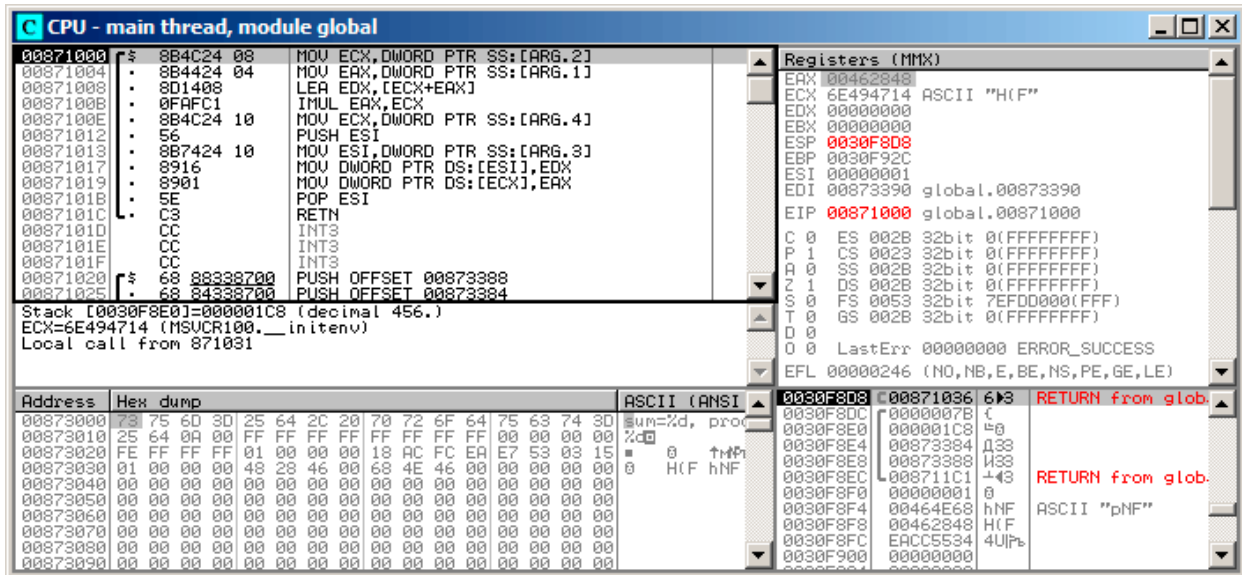 CPU - main thread, module global
00871000 $ 8B4C24 08 MOV ECX,DWORD PTR SS:[ARG.2]
00871004 . 8B4424 04 MOV EAX,DWORD PTR SS:[ARG.1]
00871008 . 8D1408 LEA EDX,[ECX+EAX]
0087100B . 0FAFC1 IMUL EAX,ECX
0087100E . 8B4C24 10 MOV ECX,DWORD PTR SS:[ARG.4]
00871012 . 56 PUSH ESI
00871013 . 8B7424 10 MOV ESI,DWORD PTR SS:[ARG.3]
00871017 . 8916 MOV DWORD PTR DS:[ESI],EDX
00871019 . 8901 MOV DWORD PTR DS:[ECX],EAX
0087101B . 5E POP ESI
0087101C . C3 RETN
0087101D CC INT3
0087101E CC INT3
0087101F CC INT3
00871020 $ 68 88338700 PUSH OFFSET 00873388
00871025 . 68 84338700 PUSH OFFSET 00873384
Stack [0030F8E0]=000001C8 (decimal 456.)
ECX=6E494714 (MSVCR100.__initenv)
Local call from 871031
Registers (MMX)
EAX 00462848
ECX 6E494714 ASCII "H(F"
EDX 00000000
EBX 00000000
ESP 0030F8D8
EBP 0030F92C
ESI 00000001
EDI 00873390 global.00873390
EIP 00871000 global.00871000
C 0 ES 002B 32bit 0(FFFFFFFF)
P 1 CS 0023 32bit 0(FFFFFFFF)
A 0 SS 002B 32bit 0(FFFFFFFF)
Z 1 DS 002B 32bit 0(FFFFFFFF)
S 0 FS 0053 32bit 7EFDD000(FFF)
T 0 GS 002B 32bit 0(FFFFFFFF)
D 0
O 0 LastErr 00000000 ERROR_SUCCESS
EFL 00000246 (NO,NB,E,BE,NS,PE,GE,LE)
Address Hex dump ASCII (ANSI
00873000 73 75 6D 3D 25 64 2C 20 70 72 6F 64 75 63 74 3D sum=%d, proc
00873010 25 64 0A 00 FF FF FF FF FF FF FF FF 00 00 00 00 %d
00873020 FE FF FF FF 01 00 00 00 18 AC FC EA E7 53 03 15
00873030 01 00 00 00 48 28 46 00 68 4E 46 00 00 00 00 00 H(F hNF
00873040 00 00 00 00 00 00 00 00 00 00 00 00 00 00 00 00
00873050 00 00 00 00 00 00 00 00 00 00 00 00 00 00 00 00
00873060 00 00 00 00 00 00 00 00 00 00 00 00 00 00 00 00
00873070 00 00 00 00 00 00 00 00 00 00 00 00 00 00 00 00
00873080 00 00 00 00 00 00 00 00 00 00 00 00 00 00 00 00
00873090 00 00 00 00 00 00 00 00 00 00 00 00 00 00 00 00
0030F8D8 00871036 6 3 RETURN from glob
0030F8DC 0000007B {
0030F8E0 000001C8
0030F8E4 00873384 Д33
0030F8E8 00873388 И33
0030F8EC 008711C1 RETURN from glob
0030F8F0 00000001
0030F8F4 00464E68 hNF ASCII "pNF"
0030F8F8 00462848 H(F
0030F8FC EACC5534 4U
0030F900 00000000